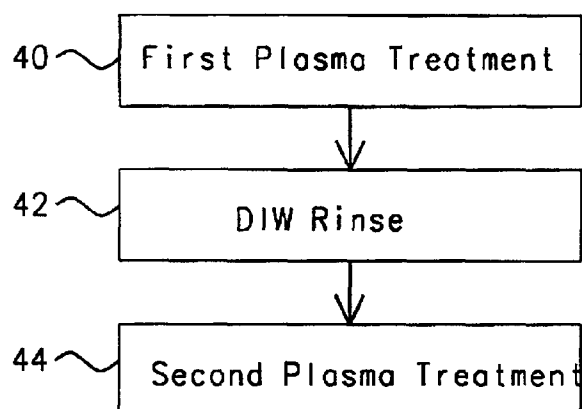 40 First Plasma Treatment
42 DIW Rinse
44 Second Plasma Treatment